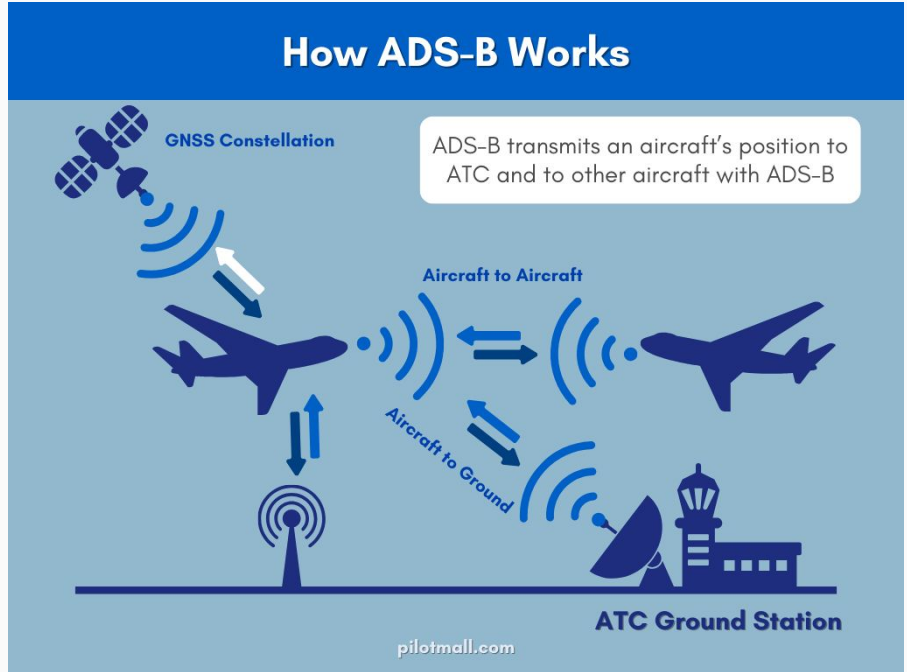 How ADS-B Works
GNSS Constellation
ADS-B transmits an aircraft's position to
ATC and to other aircraft with ADS-B
Aircraft to Aircraft
Aircraft to Ground
ATC Ground Station
pilotmall.com